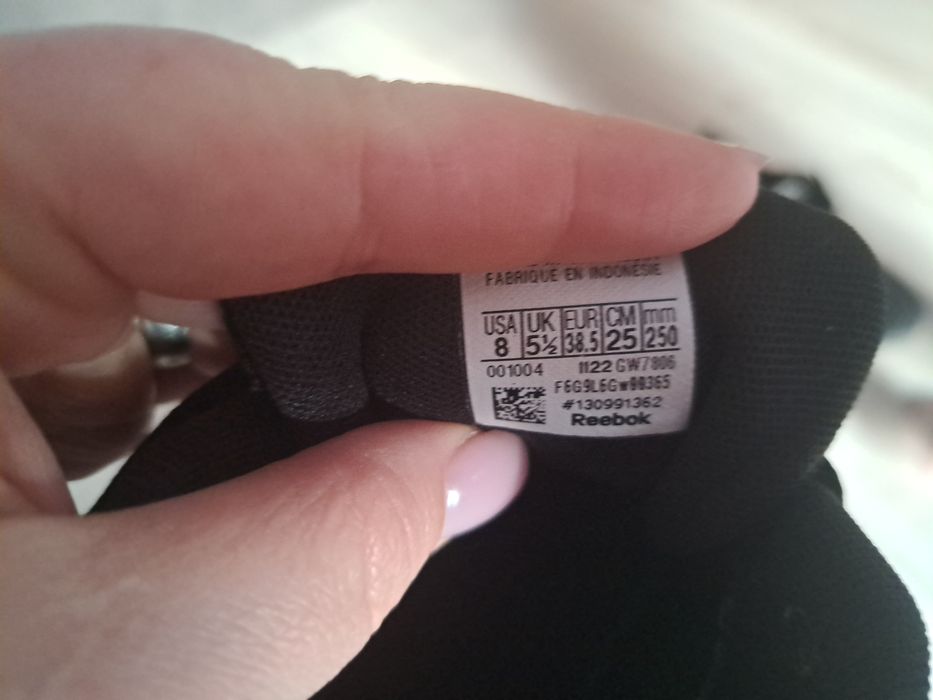 FABRIQUE EN INDONESIE
USA UK EUR CM mm
8 5½ 38.5 25 250
001004 1122 GW7806
F6G9L6GW00365
#130991362
Reebok